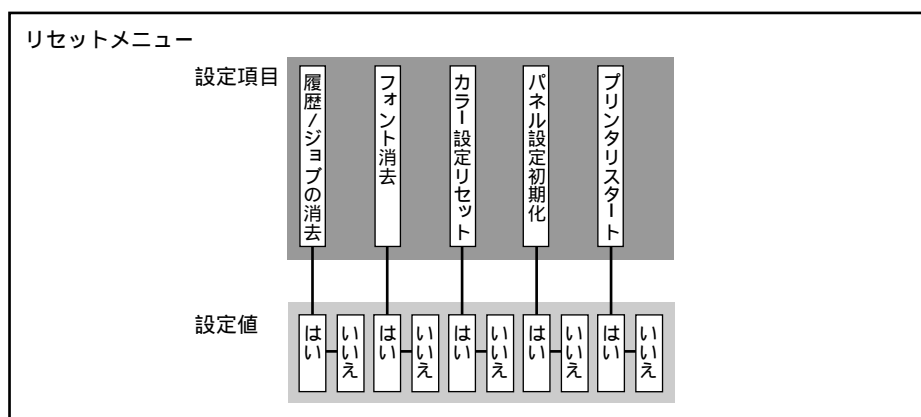 リセットメニュー
設定項目
履歴/ジョブの消去
フォント消去
カラー設定リセット
パネル設定初期化
プリンタリスタート
設定値
はい
いいえ
はい
いいえ
はい
いいえ
はい
いいえ
はい
いいえ